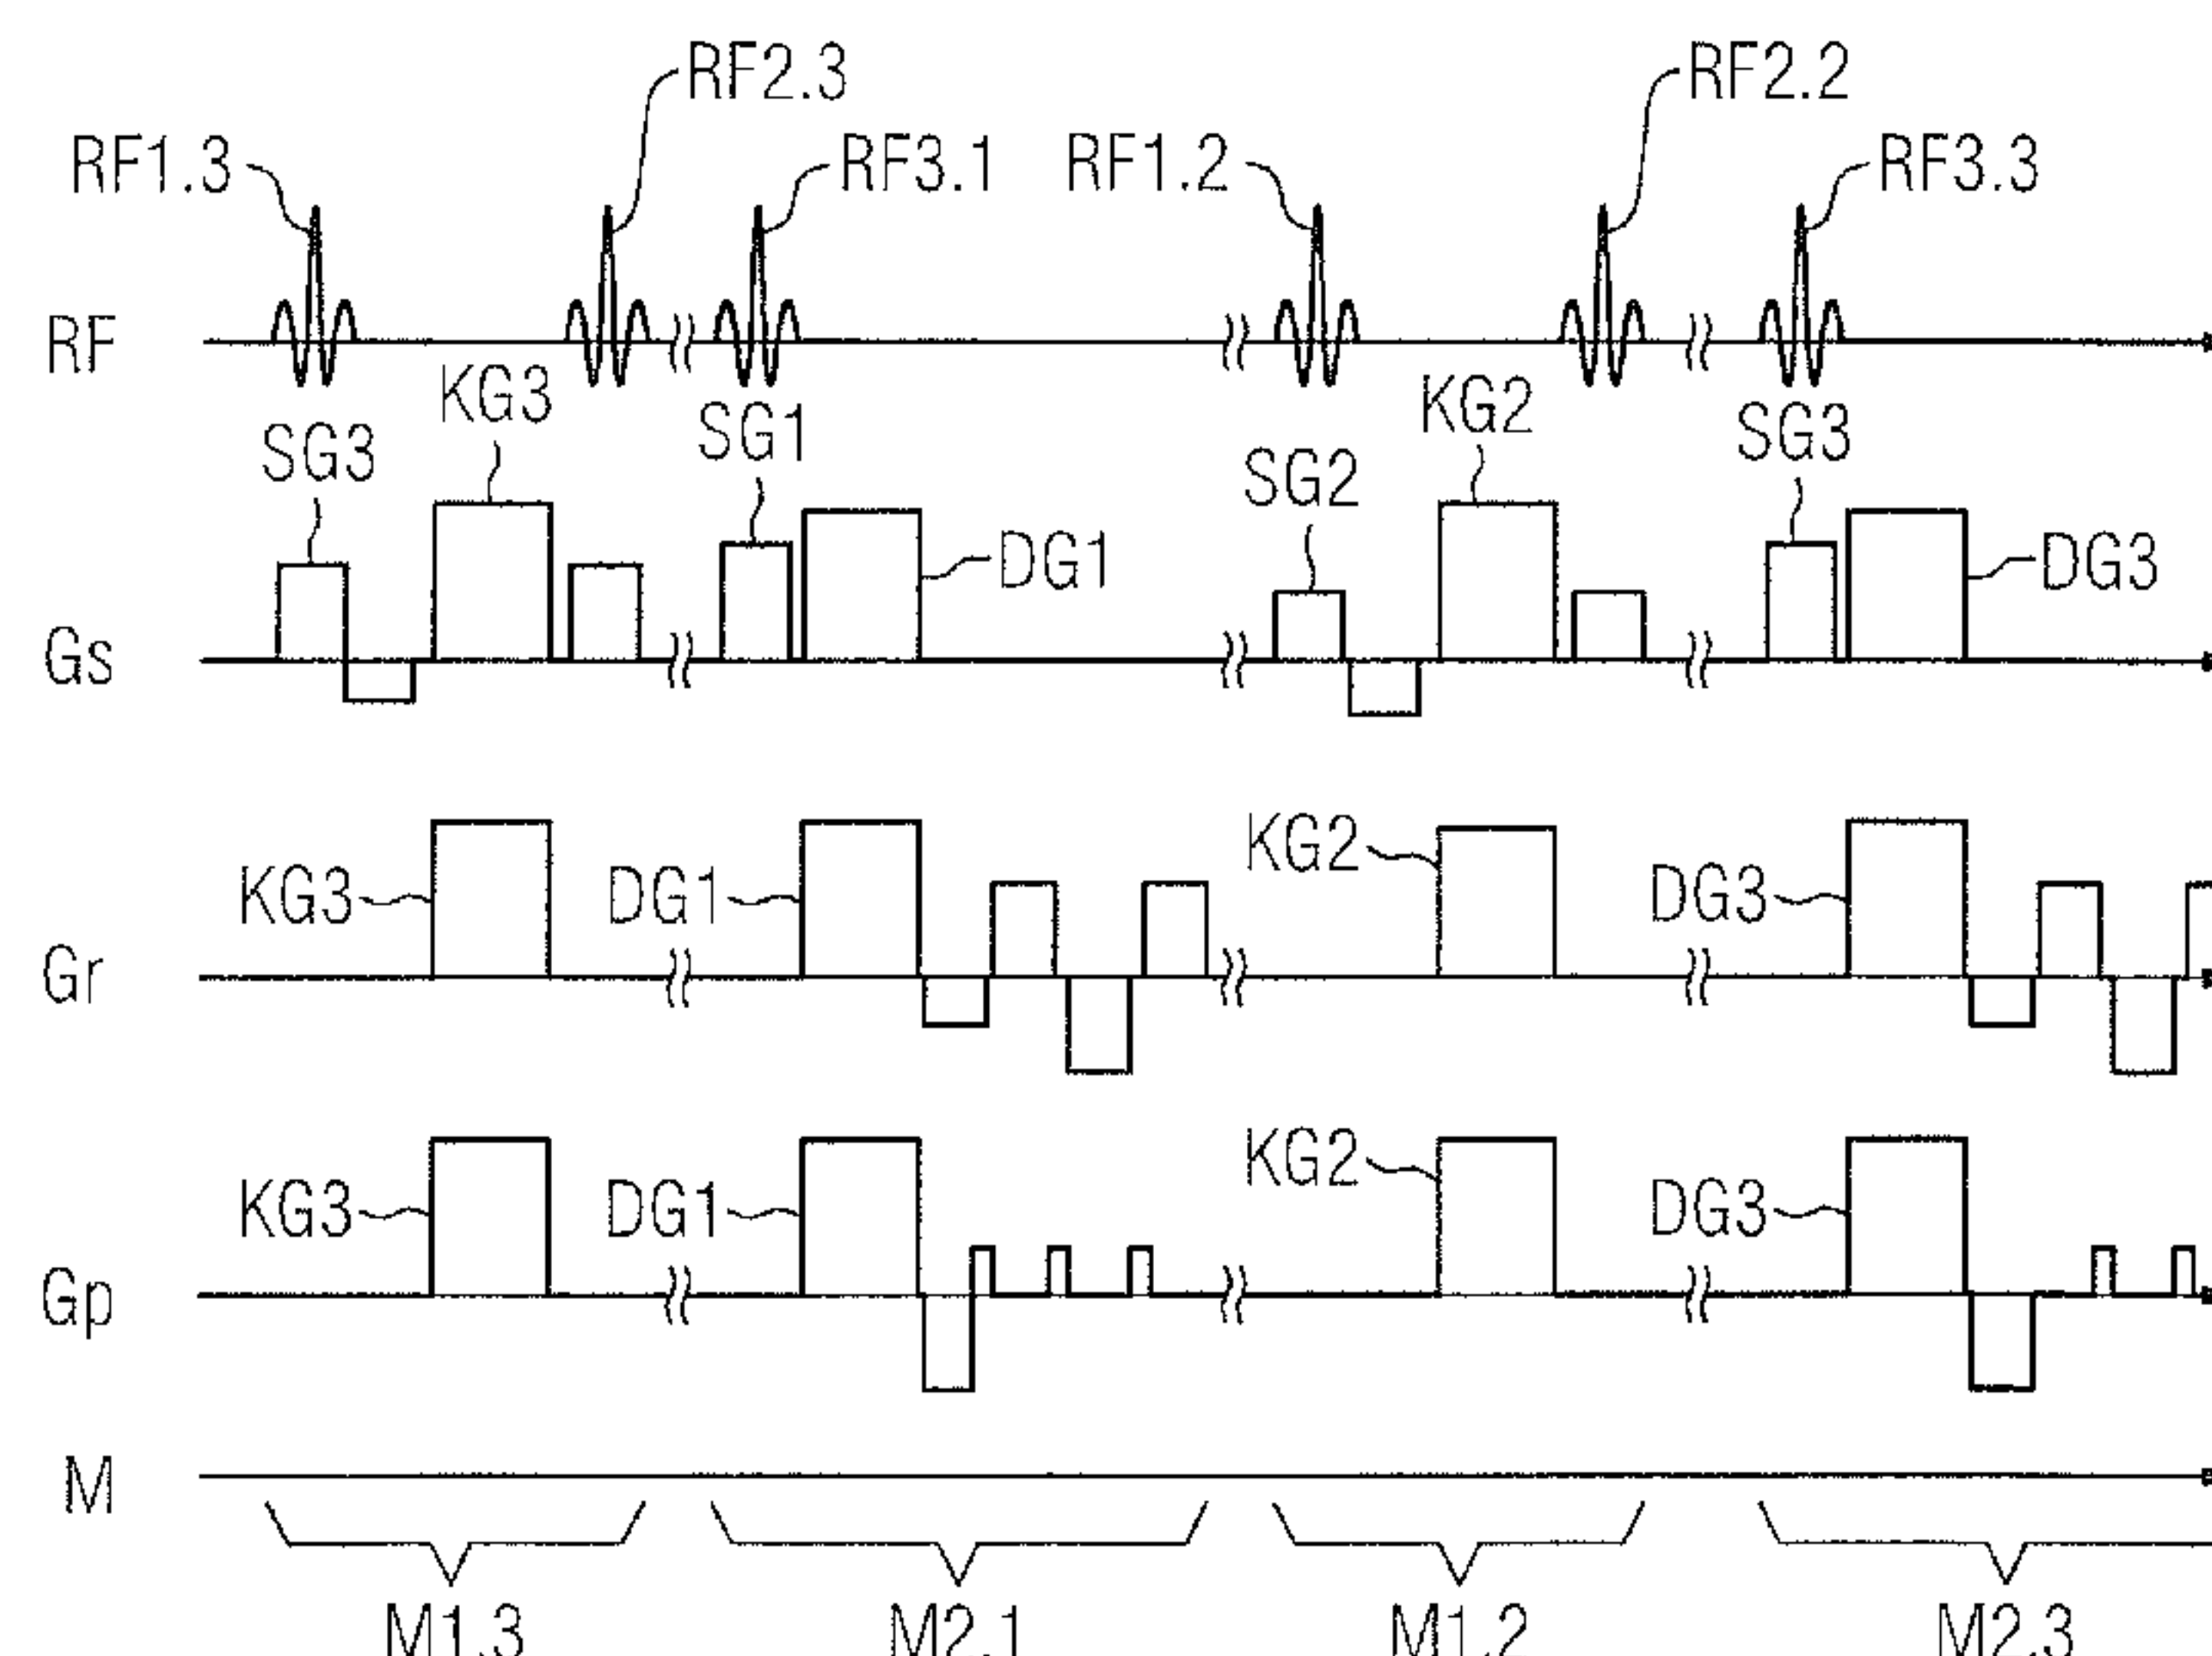 RF2.3 RF2.2
RF1.3 RF3.1 RF1.2 RF3.3
RF
KG3 SG1 KG2 SG3
SG3 SG2
DG1 DG3
Gs
KG2
KG3 DG1 DG3
Gr
KG2
KG3 DG1 DG3
Gp
M
M1.3 M2.1 M1.2 M2.3